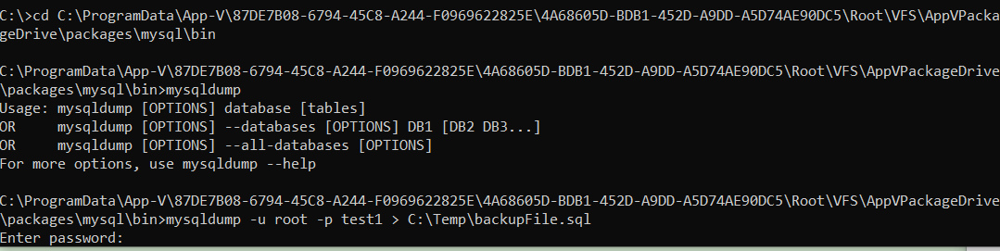 C:\>cd C:\ProgramData\App-V\87DE7B08-6794-45C8-A244-F0969622825E\4A68605D-BDB1-452D-A9DD-A5D74AE90DC5\Root\VFS\AppVPacka
geDrive\packages\mysql\bin
C:\ProgramData\App-V\87DE7B08-6794-45C8-A244-F0969622825E\4A68605D-BDB1-452D-A9DD-A5D74AE90DC5\Root\VFS\AppVPackageDrive
\packages\mysql\bin>mysqldump
Usage: mysqldump [OPTIONS] database [tables]
OR     mysqldump [OPTIONS] --databases [OPTIONS] DB1 [DB2 DB3...]
OR     mysqldump [OPTIONS] --all-databases [OPTIONS]
For more options, use mysqldump --help
C:\ProgramData\App-V\87DE7B08-6794-45C8-A244-F0969622825E\4A68605D-BDB1-452D-A9DD-A5D74AE90DC5\Root\VFS\AppVPackageDrive
\packages\mysql\bin>mysqldump -u root -p test1 > C:\Temp\backupFile.sql
Enter password: